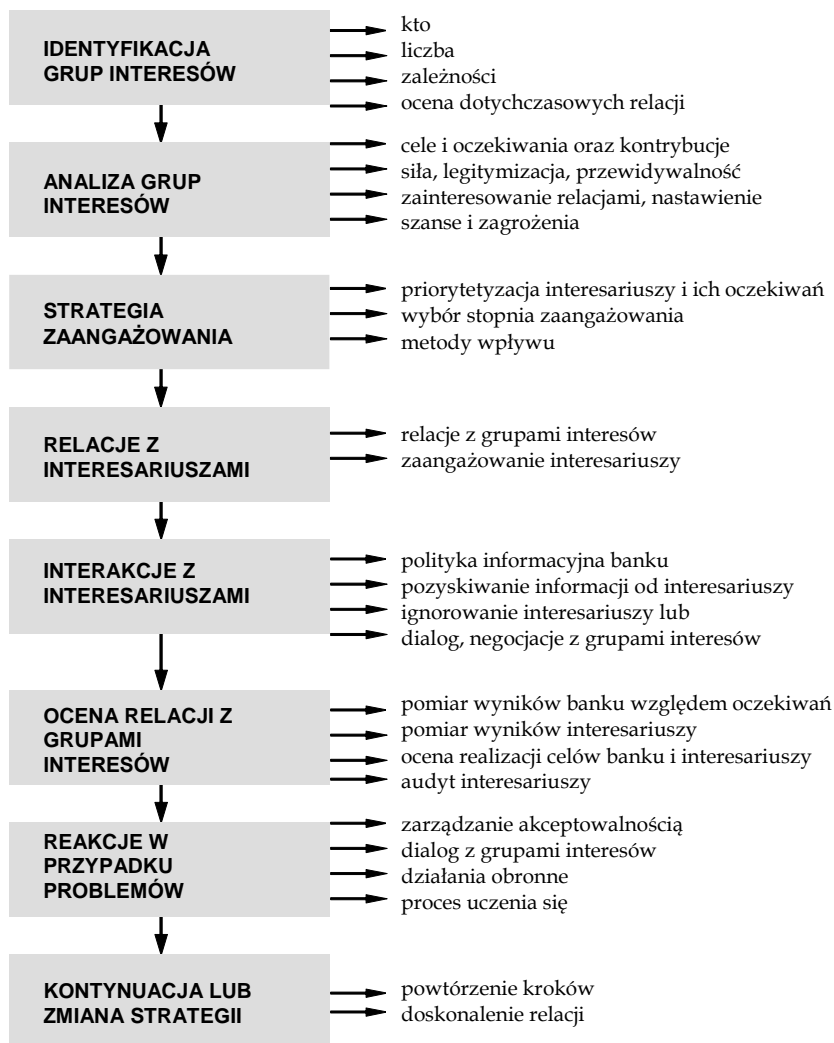 IDENTYFIKACJA
GRUP INTERESÓW
kto
liczba
zależności
ocena dotychczasowych relacji
ANALIZA GRUP
INTERESÓW
cele i oczekiwania oraz kontrybucje
siła, legitymizacja, przewidywalność
zainteresowanie relacjami, nastawienie
szanse i zagrożenia
STRATEGIA
ZAANGAŻOWANIA
priorytetyzacja interesariuszy i ich oczekiwań
wybór stopnia zaangażowania
metody wpływu
RELACJE Z
INTERESARIUSZAMI
relacje z grupami interesów
zaangażowanie interesariuszy
INTERAKCJE Z
INTERESARIUSZAMI
polityka informacyjna banku
pozyskiwanie informacji od interesariuszy
ignorowanie interesariuszy lub
dialog, negocjacje z grupami interesów
OCENA RELACJI Z
GRUPAMI
INTERESÓW
pomiar wyników banku względem oczekiwań
pomiar wyników interesariuszy
ocena realizacji celów banku i interesariuszy
audyt interesariuszy
REAKCJE W
PRZYPADKU
PROBLEMÓW
zarządzanie akceptowalnością
dialog z grupami interesów
działania obronne
proces uczenia się
KONTYNUACJA LUB
ZMIANA STRATEGII
powtórzenie kroków
doskonalenie relacji